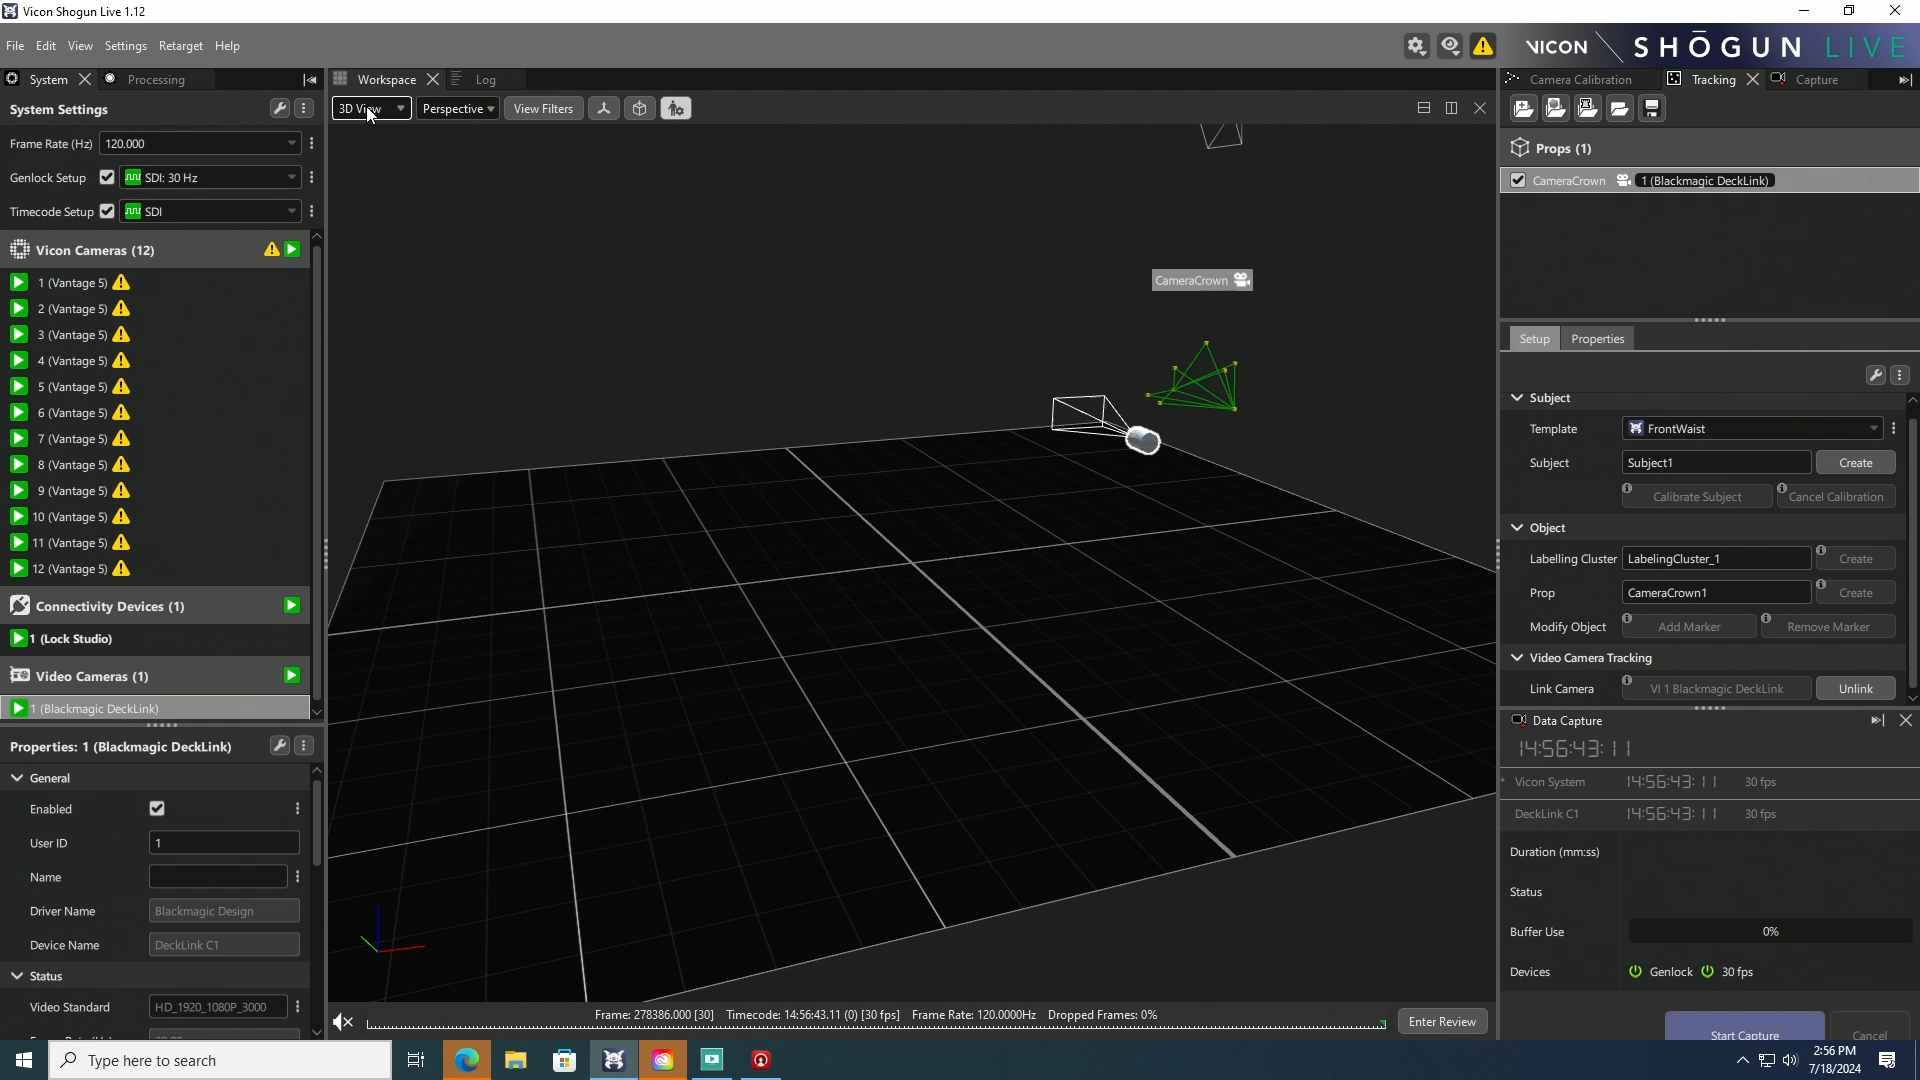 Vicon Shogun Live 1.12
File Edit View Settings Retarget Help
VICON SHŌGUN LIVE
System Processing
System Settings
Frame Rate (Hz) 120.000
Genlock Setup SDI: 30 Hz
Timecode Setup SDI
Vicon Cameras (12)
1 (Vantage 5)
2 (Vantage 5)
3 (Vantage 5)
4 (Vantage 5)
5 (Vantage 5)
6 (Vantage 5)
7 (Vantage 5)
8 (Vantage 5)
9 (Vantage 5)
10 (Vantage 5)
11 (Vantage 5)
12 (Vantage 5)
Connectivity Devices (1)
1 (Lock Studio)
Video Cameras (1)
1 (Blackmagic DeckLink)
Properties: 1 (Blackmagic DeckLink)
General
Enabled
User ID 1
Name
Driver Name Blackmagic Design
Device Name DeckLink C1
Status
Video Standard HD_1920_1080P_3000
Workspace Log
3D View Perspective View Filters
CameraCrown
Frame: 278386.000 [30] Timecode: 14:56:43.11 (0) [30 fps] Frame Rate: 120.0000Hz Dropped Frames: 0%
Enter Review
Camera Calibration Tracking Capture
Props (1)
CameraCrown 1 (Blackmagic DeckLink)
Setup Properties
Subject
Template FrontWaist
Subject Subject1 Create
Calibrate Subject Cancel Calibration
Object
Labelling Cluster LabelingCluster_1 Create
Prop CameraCrown1 Create
Modify Object Add Marker Remove Marker
Video Camera Tracking
Link Camera VI 1 Blackmagic DeckLink Unlink
Data Capture
14:56:43:11
* Vicon System 14:56:43:11 30 fps
DeckLink C1 14:56:43:11 30 fps
Duration (mm:ss)
Status
Buffer Use 0%
Devices Genlock 30 fps
Start Capture Cancel
Type here to search
2:56 PM
7/18/2024